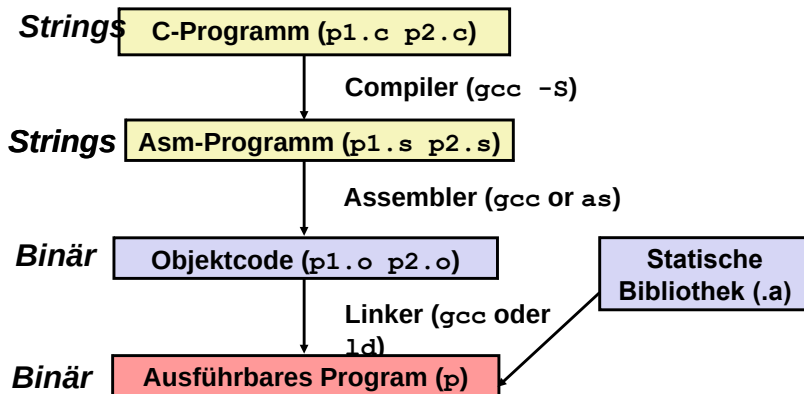 Strings C-Programm (p1.c p2.c)
Compiler (gcc -S)
Strings Asm-Programm (p1.s p2.s)
Assembler (gcc or as)
Binär Objektcode (p1.o p2.o)
Statische
Bibliothek (.a)
Linker (gcc oder
ld)
Binär Ausführbares Program (p)